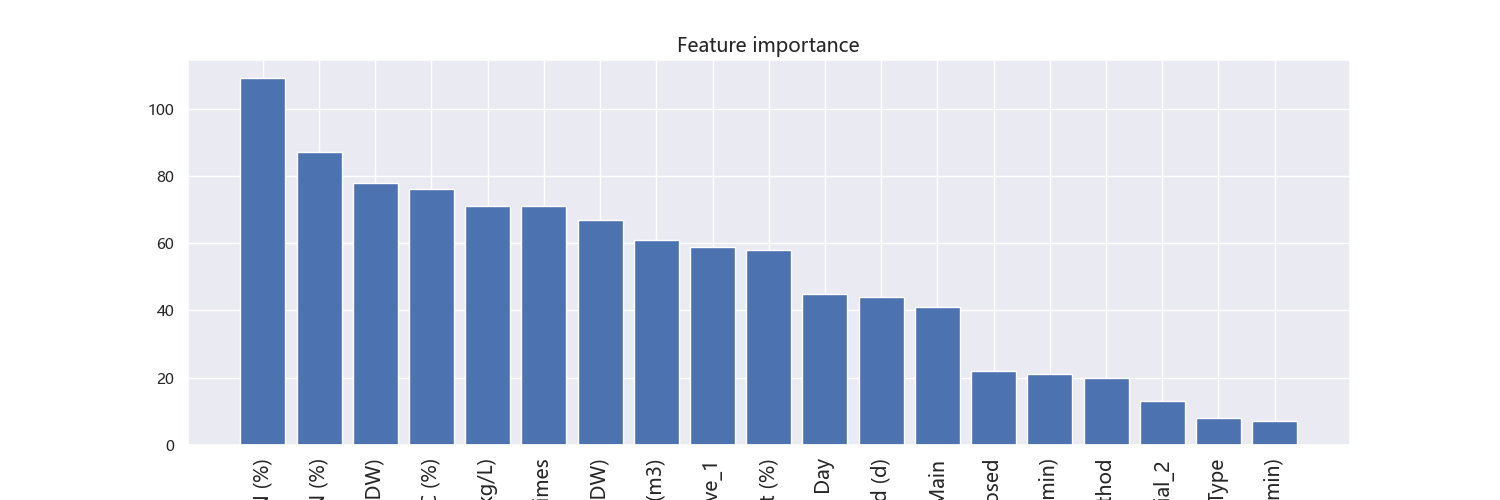 Feature importance
100
80
60
40
20
0
N (%)
N (%)
DW)
C (%)
kg/L)
imes
DW)
(m3)
ve_1
t (%)
Day
d (d)
Main
osed
min)
thod
ial_2
Type
min)